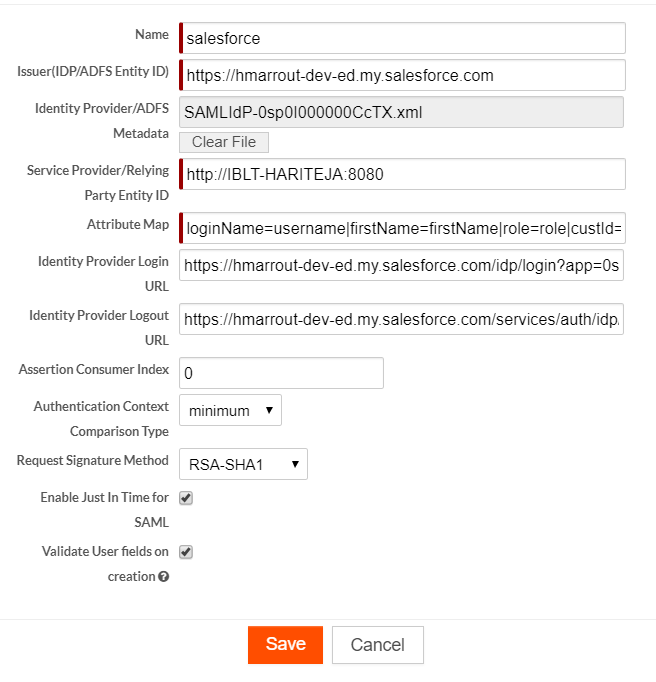 Name
salesforce
Issuer(IDP/ADFS Entity ID)
https://hmarrout-dev-ed.my.salesforce.com
Identity Provider/ADFS
Metadata
SAMLIdP-0sp0I000000CcTX.xml
Clear File
Service Provider/Relying
Party Entity ID
http://IBLT-HARITEJA:8080
Attribute Map
loginName=username|firstName=firstName|role=role|custId=
Identity Provider Login
URL
https://hmarrout-dev-ed.my.salesforce.com/idp/login?app=0s
Identity Provider Logout
URL
https://hmarrout-dev-ed.my.salesforce.com/services/auth/idp/
Assertion Consumer Index
0
Authentication Context
Comparison Type
minimum
Request Signature Method
RSA-SHA1
Enable Just In Time for
SAML
Validate User fields on
creation
Save
Cancel